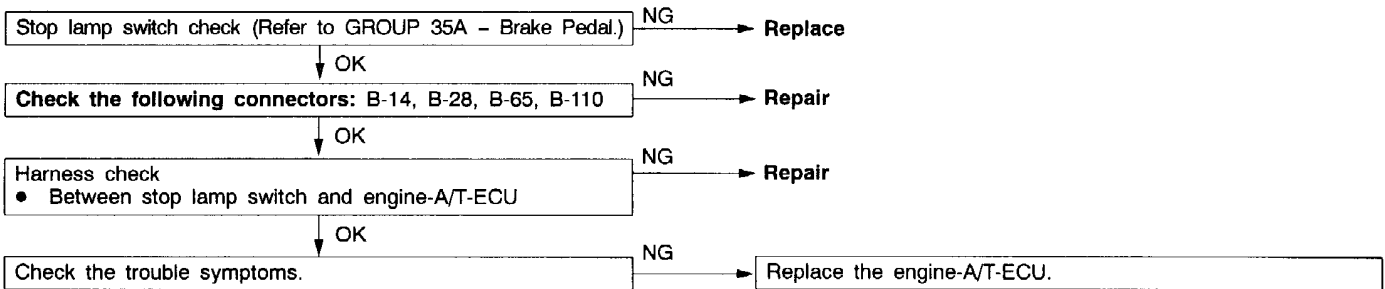 Stop lamp switch check (Refer to GROUP 35A – Brake Pedal.)
NG
Replace
OK
Check the following connectors: B-14, B-28, B-65, B-110
NG
Repair
OK
Harness check
● Between stop lamp switch and engine-A/T-ECU
NG
Repair
OK
Check the trouble symptoms.
NG
Replace the engine-A/T-ECU.